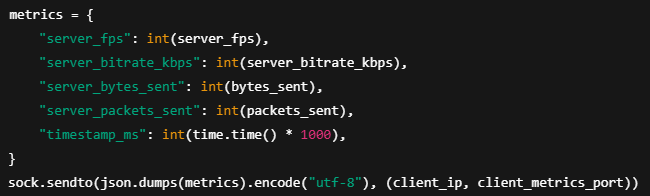 metrics = {
    "server_fps": int(server_fps),
    "server_bitrate_kbps": int(server_bitrate_kbps),
    "server_bytes_sent": int(bytes_sent),
    "server_packets_sent": int(packets_sent),
    "timestamp_ms": int(time.time() * 1000),
}
sock.sendto(json.dumps(metrics).encode("utf-8"), (client_ip, client_metrics_port))